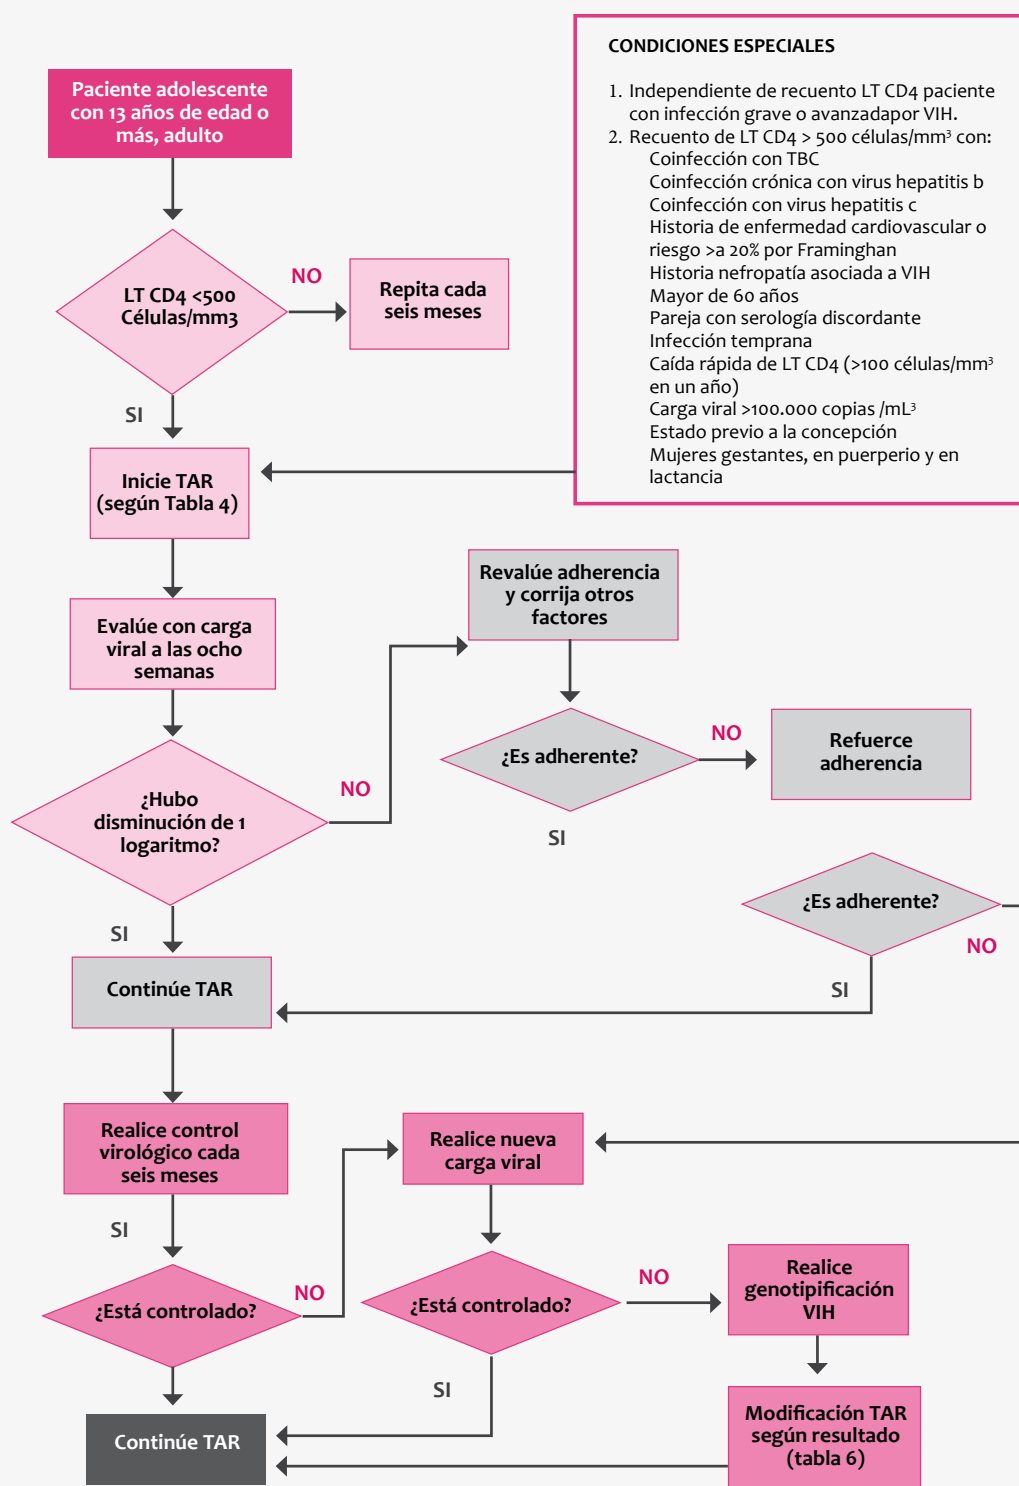 CONDICIONES ESPECIALES
1. Independiente de recuento LT CD4 paciente
con infección grave o avanzadapor VIH.
2. Recuento de LT CD4 > 500 células/mm³ con:
Coinfección con TBC
Coinfección crónica con virus hepatitis b
Coinfección con virus hepatitis c
Historia de enfermedad cardiovascular o
riesgo >a 20% por Framinghan
Historia nefropatía asociada a VIH
Mayor de 60 años
Pareja con serología discordante
Infección temprana
Caída rápida de LT CD4 (>100 células/mm³
en un año)
Carga viral >100.000 copias /mL³
Estado previo a la concepción
Mujeres gestantes, en puerperio y en
lactancia
Paciente adolescente
con 13 años de edad o
más, adulto
LT CD4 <500
Células/mm3
NO
Repita cada
seis meses
SI
Inicie TAR
(según Tabla 4)
Evalúe con carga
viral a las ocho
semanas
¿Hubo
disminución de 1
logaritmo?
NO
Revalúe adherencia
y corrija otros
factores
¿Es adherente?
NO
Refuerce
adherencia
SI
¿Es adherente?
NO
SI
SI
Continúe TAR
Realice control
virológico cada
seis meses
SI
¿Está controlado?
NO
Realice nueva
carga viral
¿Está controlado?
NO
Realice
genotipificación
VIH
SI
Modificación TAR
según resultado
(tabla 6)
Continúe TAR